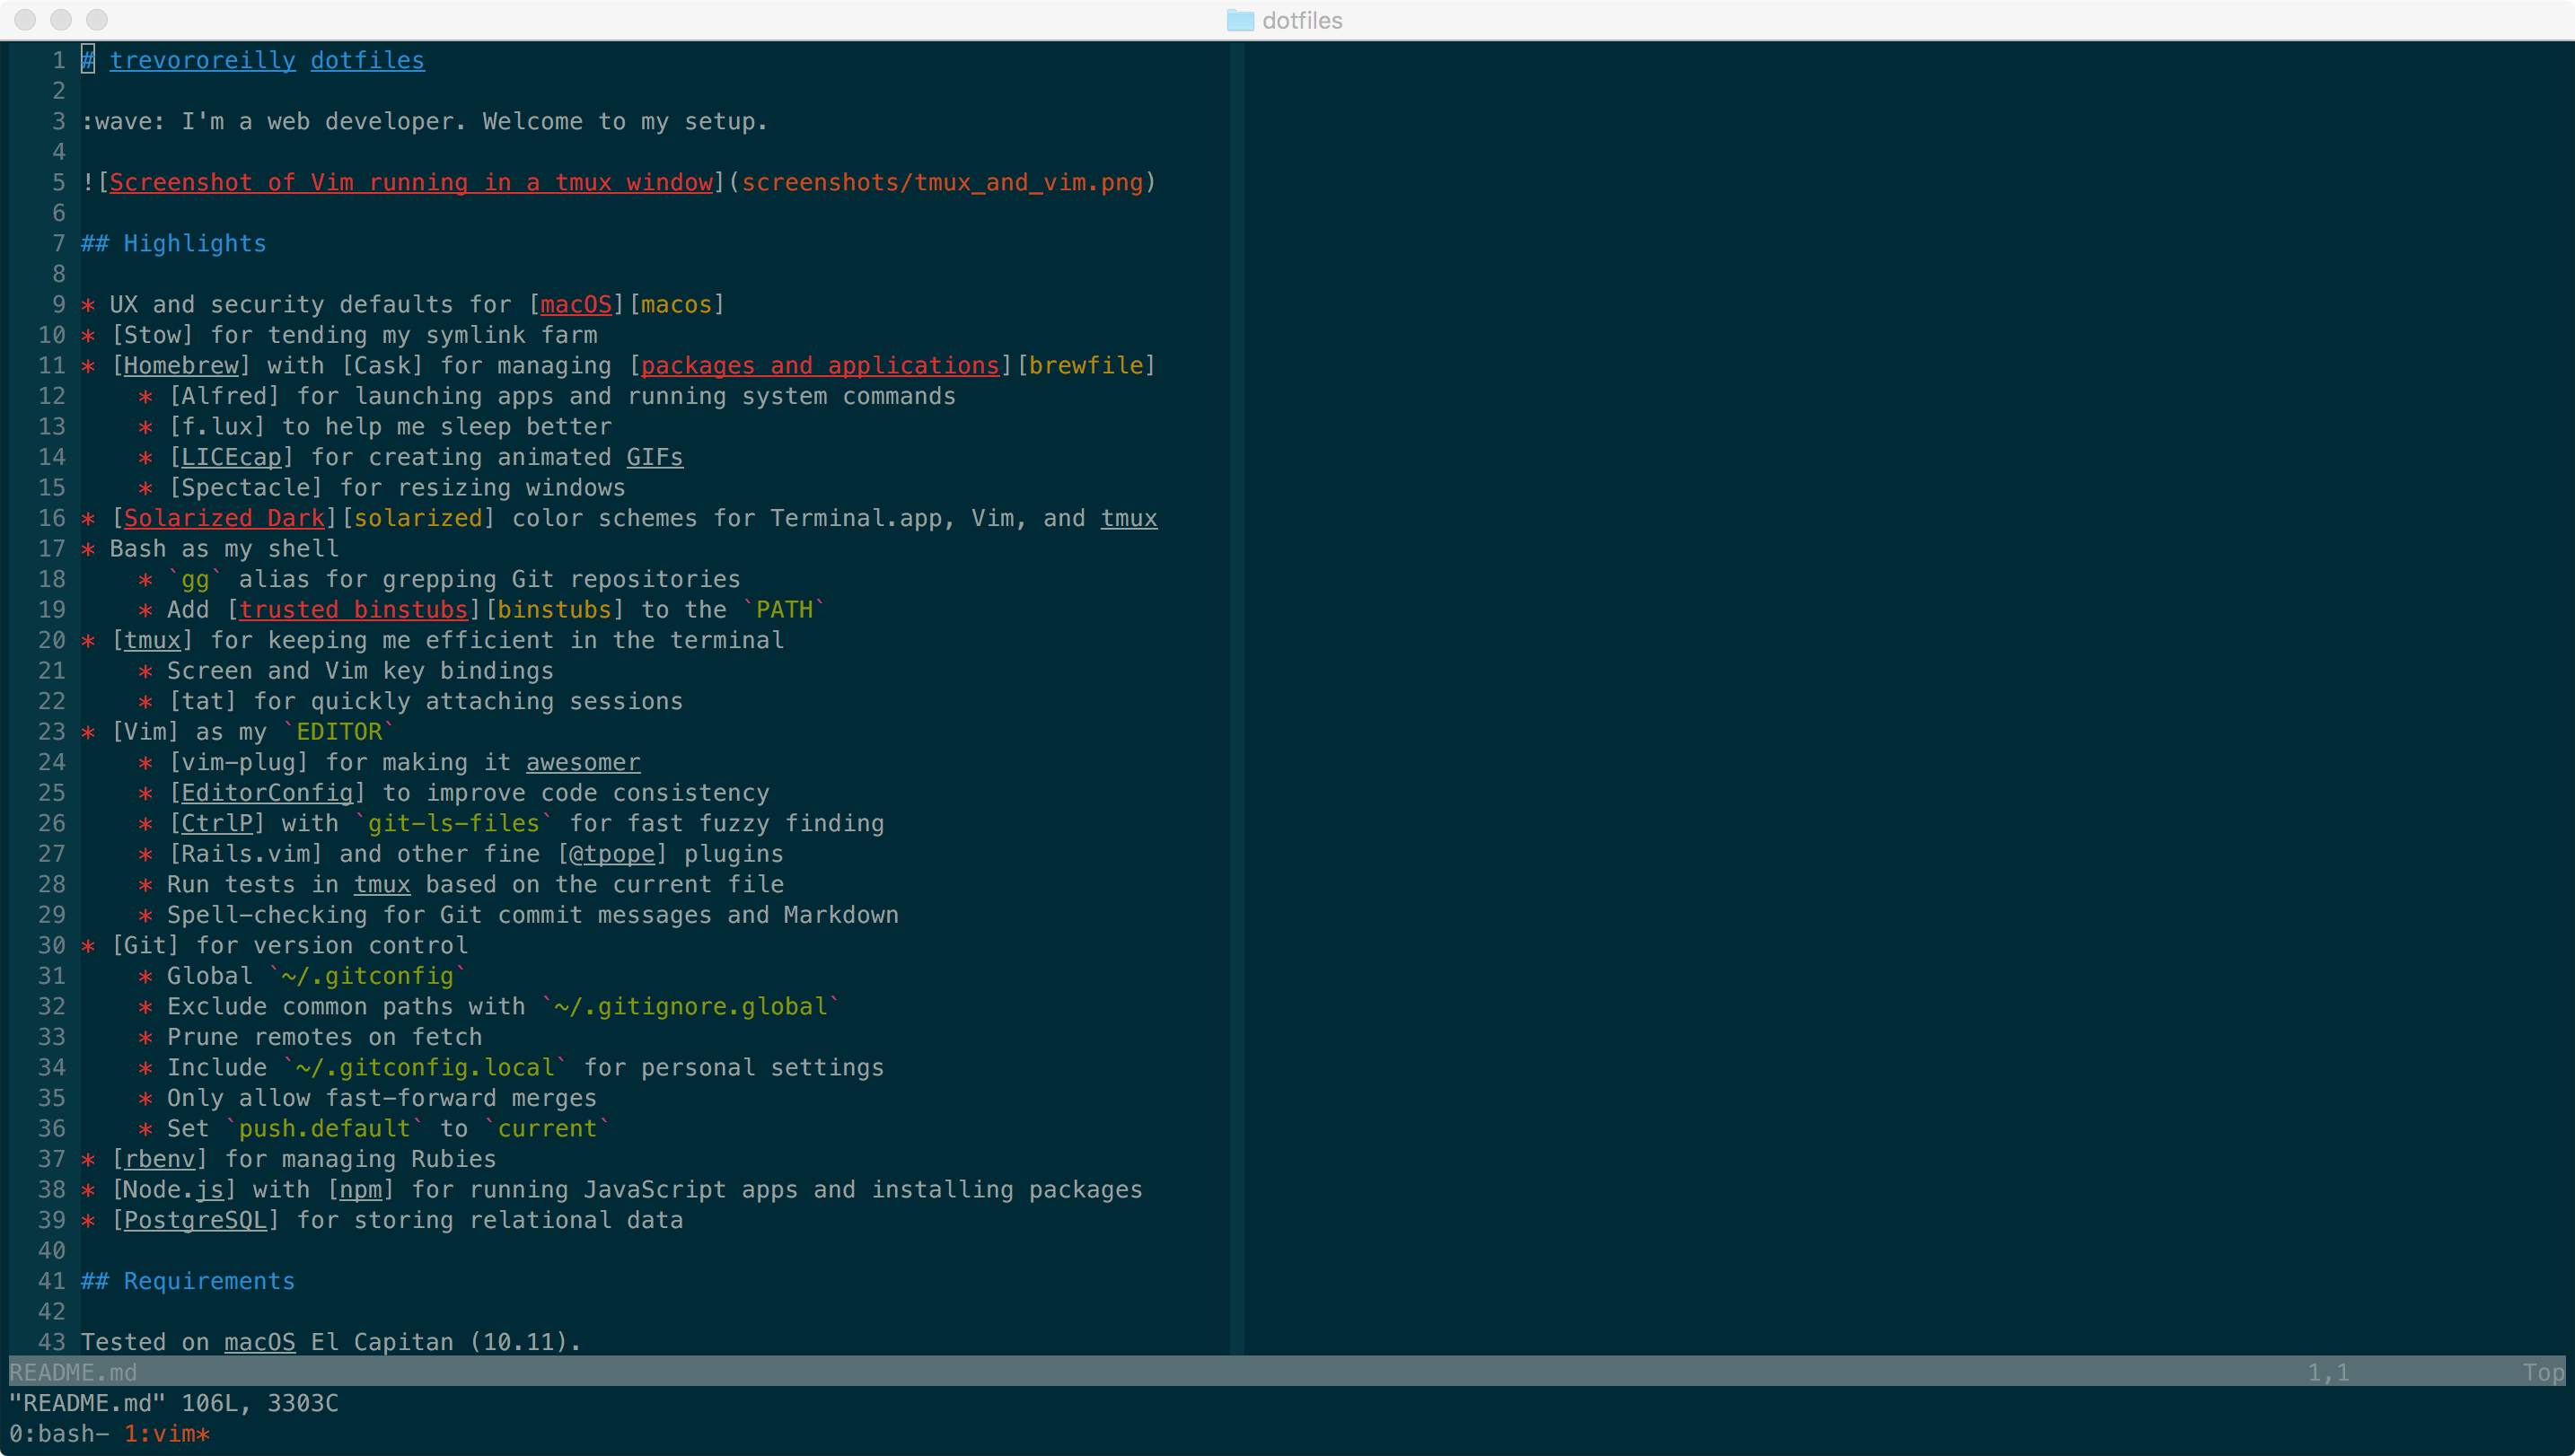 dotfiles
1 # trevororeilly dotfiles
2
3 :wave: I'm a web developer. Welcome to my setup.
4
5 ![Screenshot of Vim running in a tmux window](screenshots/tmux_and_vim.png)
6
7 ## Highlights
8
9 * UX and security defaults for [macOS][macos]
10 * [Stow] for tending my symlink farm
11 * [Homebrew] with [Cask] for managing [packages and applications][brewfile]
12     * [Alfred] for launching apps and running system commands
13     * [f.lux] to help me sleep better
14     * [LICEcap] for creating animated GIFs
15     * [Spectacle] for resizing windows
16 * [Solarized Dark][solarized] color schemes for Terminal.app, Vim, and tmux
17 * Bash as my shell
18     * `gg` alias for grepping Git repositories
19     * Add [trusted binstubs][binstubs] to the `PATH`
20 * [tmux] for keeping me efficient in the terminal
21     * Screen and Vim key bindings
22     * [tat] for quickly attaching sessions
23 * [Vim] as my `EDITOR`
24     * [vim-plug] for making it awesomer
25     * [EditorConfig] to improve code consistency
26     * [CtrlP] with `git-ls-files` for fast fuzzy finding
27     * [Rails.vim] and other fine [@tpope] plugins
28     * Run tests in tmux based on the current file
29     * Spell-checking for Git commit messages and Markdown
30 * [Git] for version control
31     * Global `~/.gitconfig`
32     * Exclude common paths with `~/.gitignore.global`
33     * Prune remotes on fetch
34     * Include `~/.gitconfig.local` for personal settings
35     * Only allow fast-forward merges
36     * Set `push.default` to `current`
37 * [rbenv] for managing Rubies
38 * [Node.js] with [npm] for running JavaScript apps and installing packages
39 * [PostgreSQL] for storing relational data
40
41 ## Requirements
42
43 Tested on macOS El Capitan (10.11).
README.md 1,1 Top
"README.md" 106L, 3303C
0:bash- 1:vim*